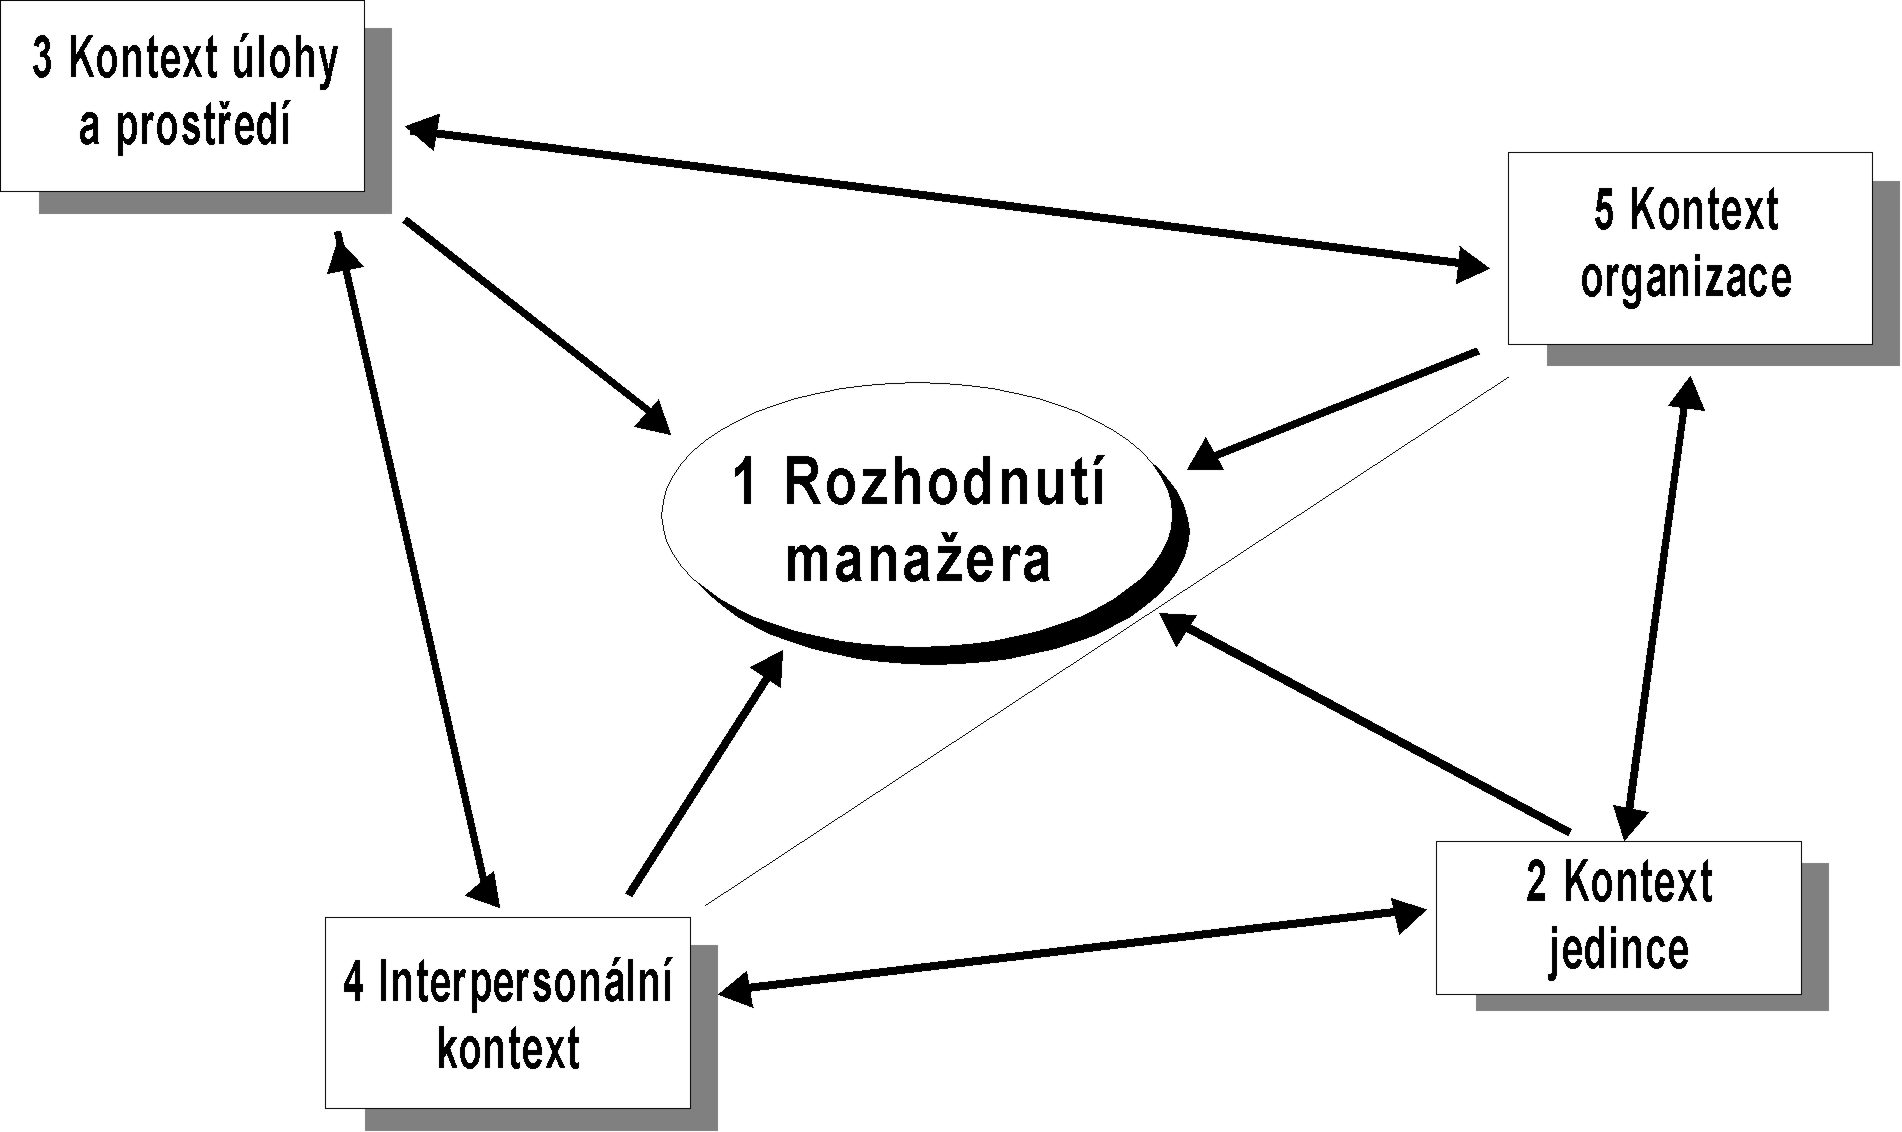 3 Kontext úlohy
a prostředí
5 Kontext
organizace
1 Rozhodnutí
manažera
2 Kontext
jedince
4 Interpersonální
kontext